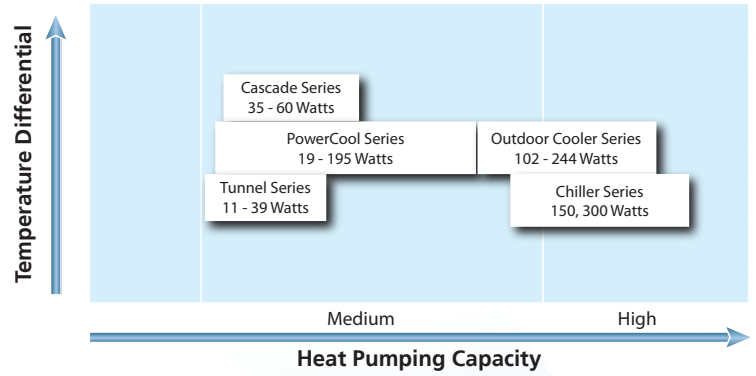 Temperature Differential
Cascade Series
35 - 60 Watts
PowerCool Series
19 - 195 Watts
Outdoor Cooler Series
102 - 244 Watts
Tunnel Series
11 - 39 Watts
Chiller Series
150, 300 Watts
Medium
High
Heat Pumping Capacity